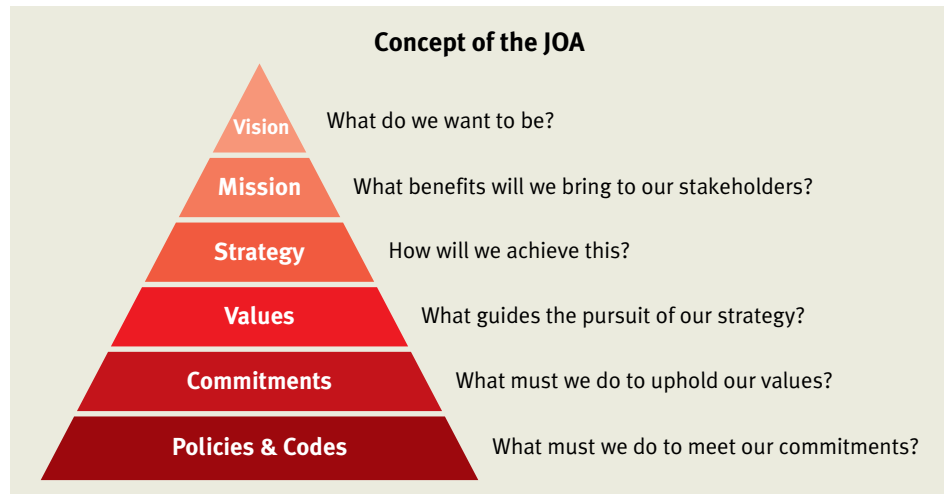 Concept of the JOA
Vision
What do we want to be?
Mission
What benefits will we bring to our stakeholders?
Strategy
How will we achieve this?
Values
What guides the pursuit of our strategy?
Commitments
What must we do to uphold our values?
Policies & Codes
What must we do to meet our commitments?